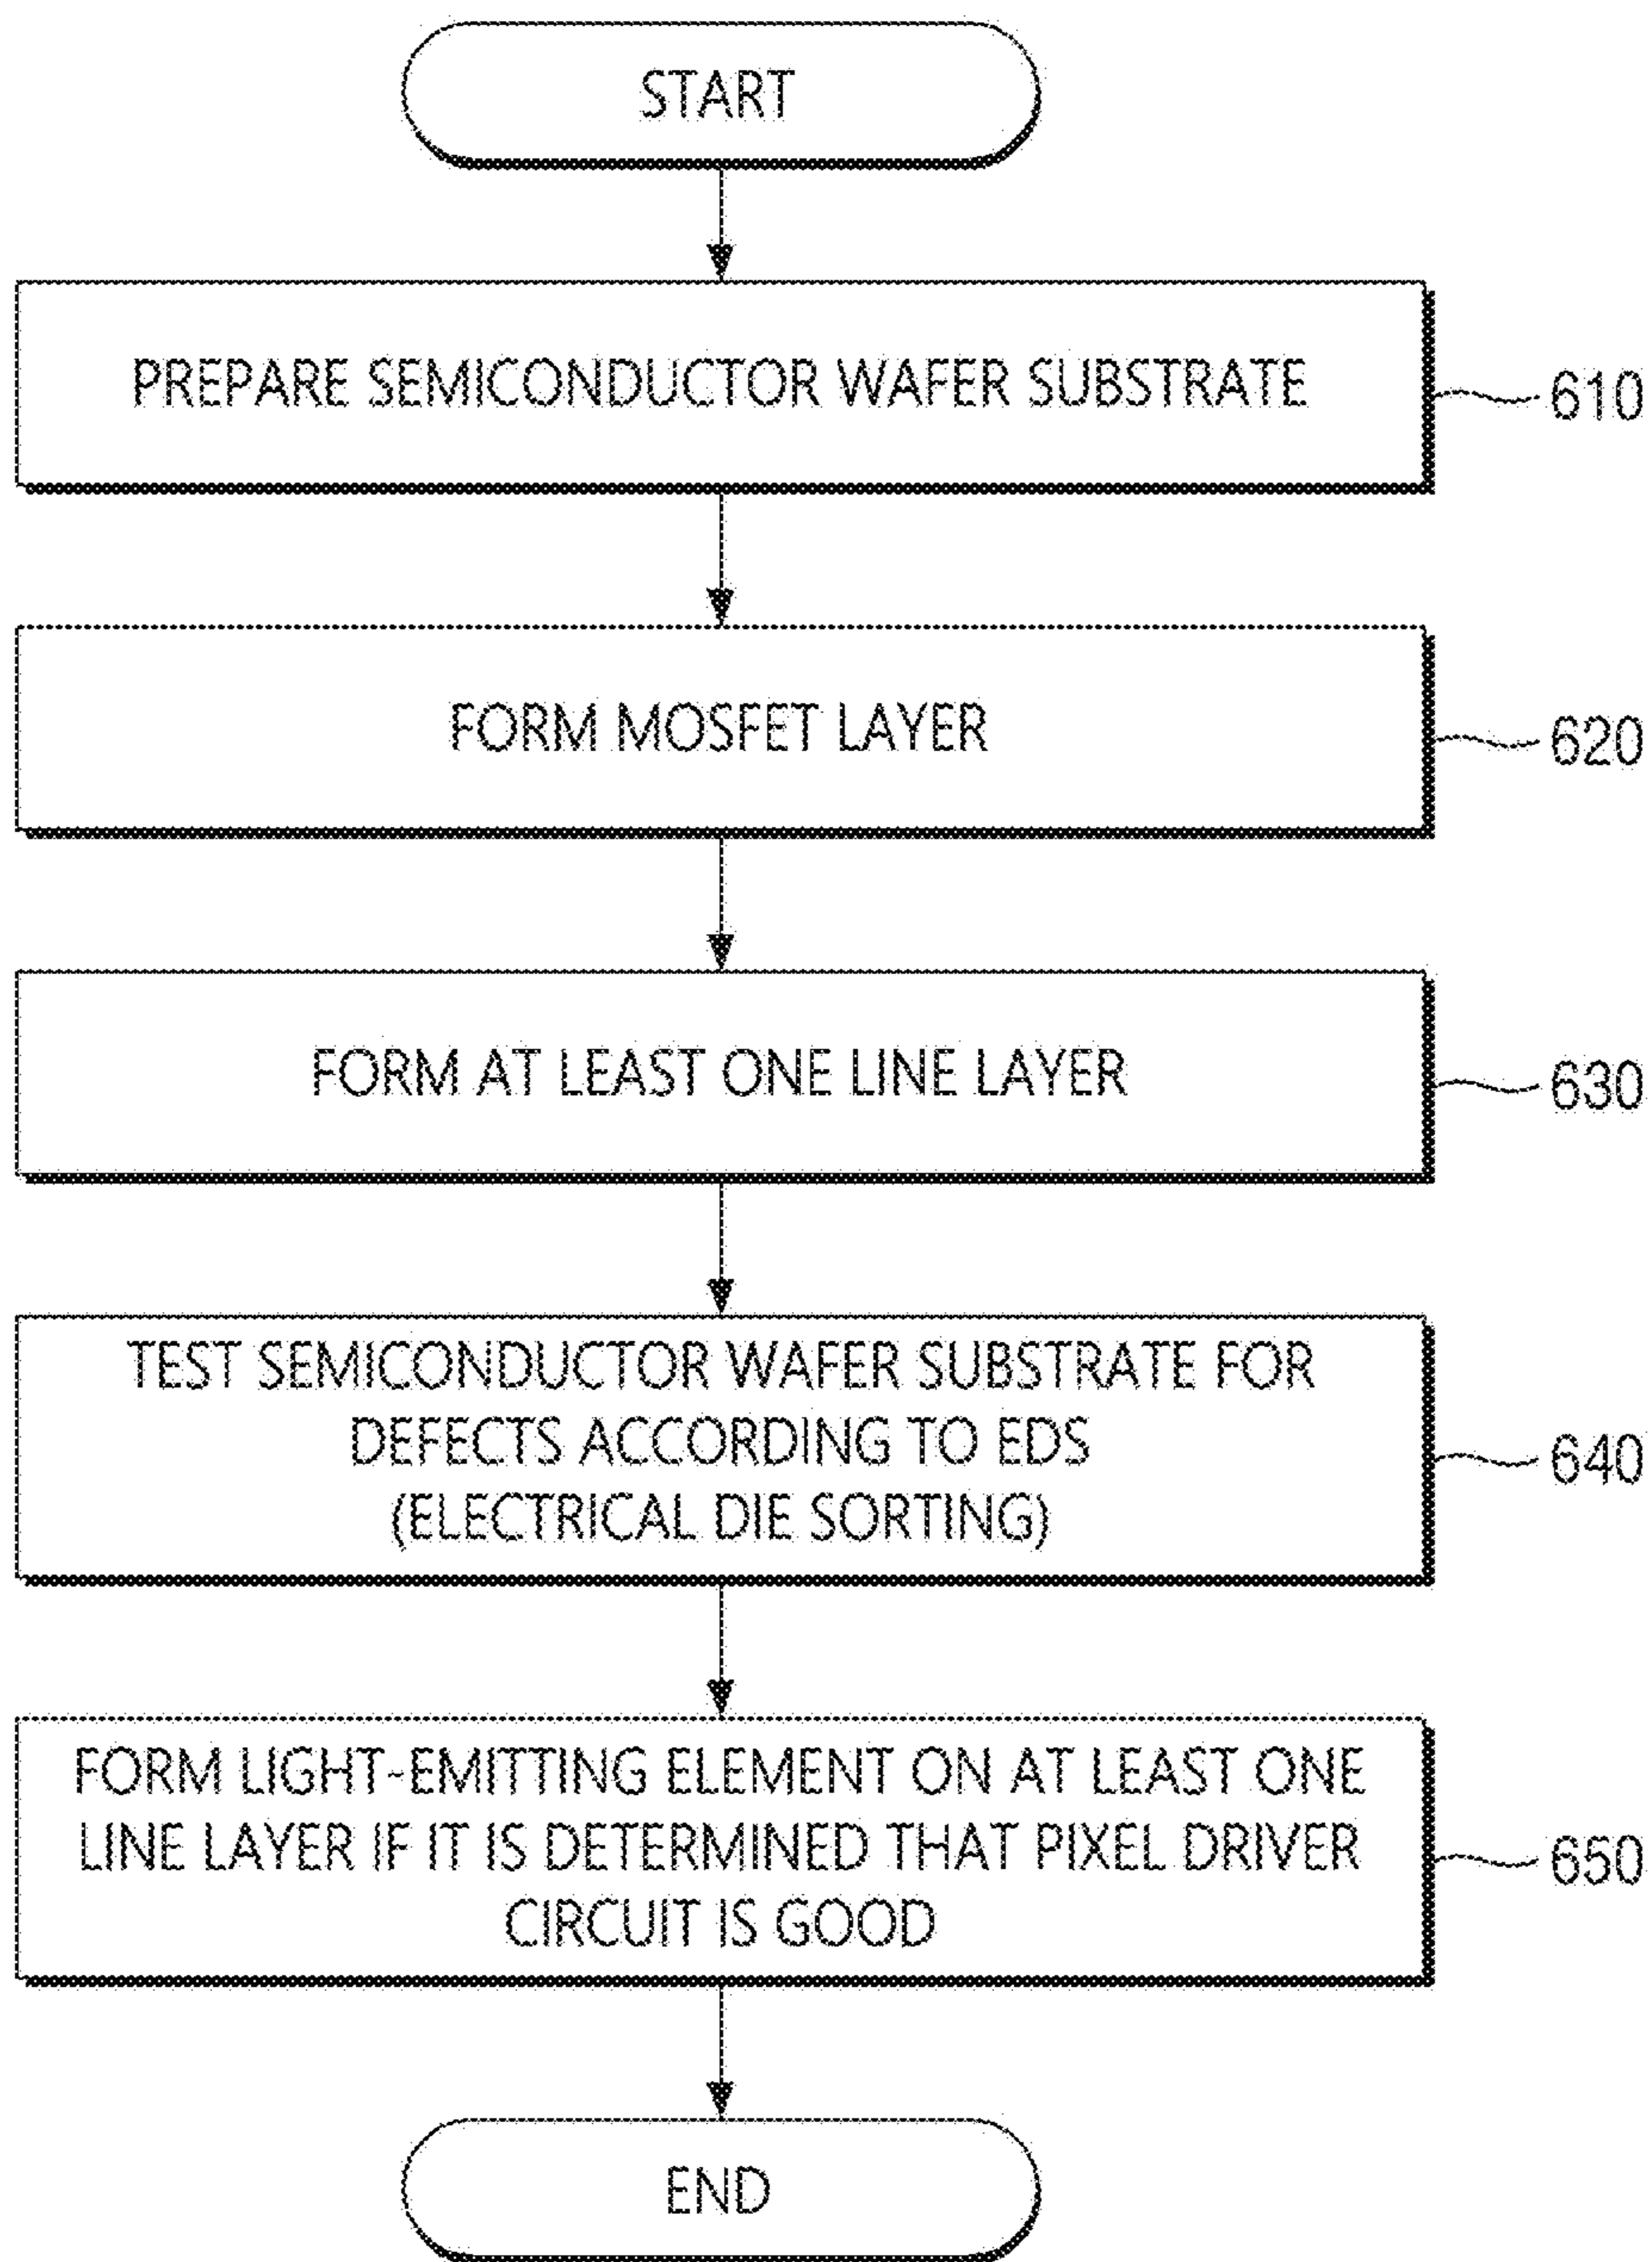 START
PREPARE SEMICONDUCTOR WAFER SUBSTRATE
610
FORM MOSFET LAYER
620
FORM AT LEAST ONE LINE LAYER
630
TEST SEMICONDUCTOR WAFER SUBSTRATE FOR
DEFECTS ACCORDING TO EDS
(ELECTRICAL DIE SORTING)
640
FORM LIGHT-EMITTING ELEMENT ON AT LEAST ONE
LINE LAYER IF IT IS DETERMINED THAT PIXEL DRIVER
CIRCUIT IS GOOD
650
END